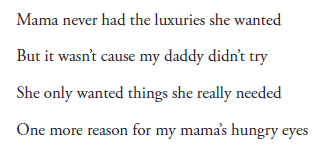 Mama never had the luxuries she wanted
But it wasn’t cause my daddy didn’t try
She only wanted things she really needed
One more reason for my mama’s hungry eyes